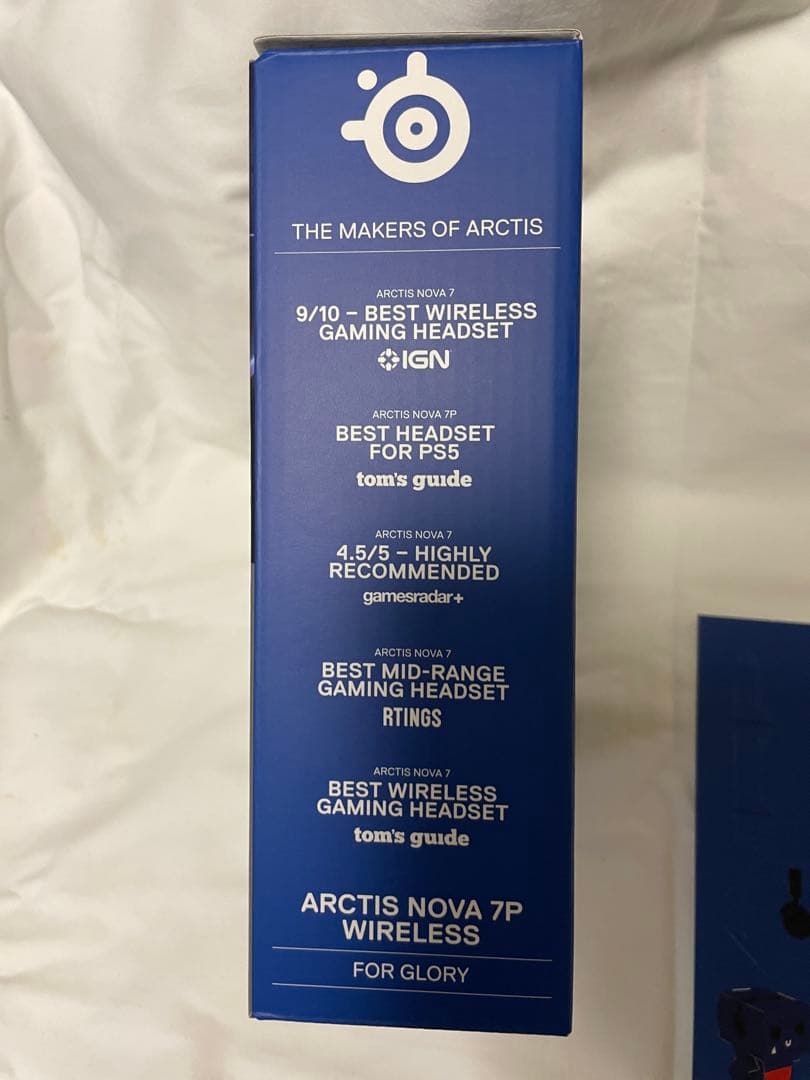 THE MAKERS OF ARCTIS
ARCTIS NOVA 7
9/10 – BEST WIRELESS
GAMING HEADSET
IGN
ARCTIS NOVA 7P
BEST HEADSET
FOR PS5
tom's guide
ARCTIS NOVA 7
4.5/5 – HIGHLY
RECOMMENDED
gamesradar+
ARCTIS NOVA 7
BEST MID-RANGE
GAMING HEADSET
RTINGS
ARCTIS NOVA 7
BEST WIRELESS
GAMING HEADSET
tom's guide
ARCTIS NOVA 7P
WIRELESS
FOR GLORY